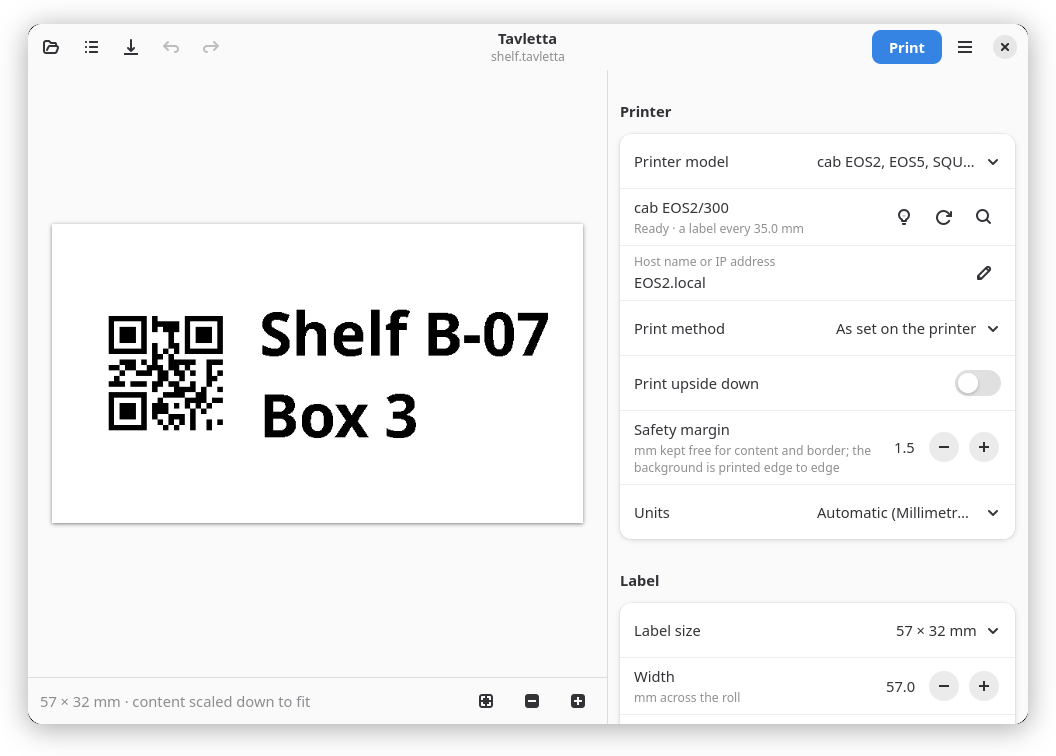 Tavletta
shelf.tavletta
Print
Shelf B-07
Box 3
57 × 32 mm · content scaled down to fit
Printer
Printer model
cab EOS2, EOS5, SQU...
cab EOS2/300
Ready · a label every 35.0 mm
Host name or IP address
EOS2.local
Print method
As set on the printer
Print upside down
Safety margin
mm kept free for content and border; the
background is printed edge to edge
1.5
Units
Automatic (Millimetr...
Label
Label size
57 × 32 mm
Width
mm across the roll
57.0